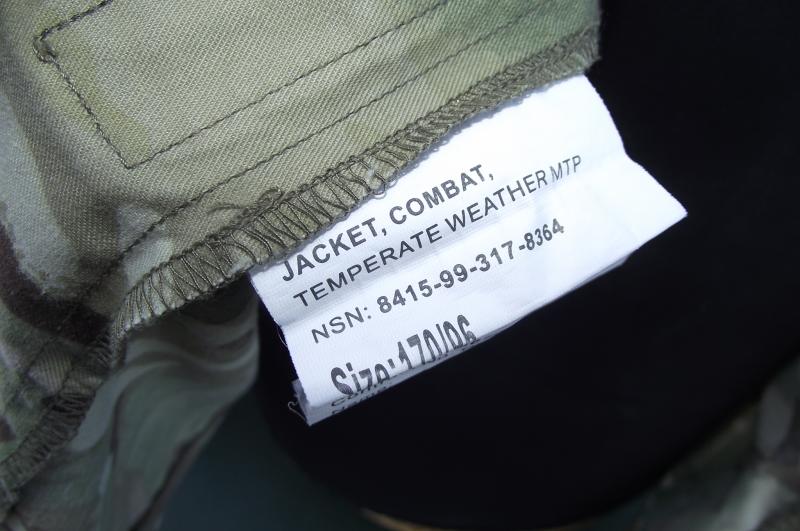 JACKET, COMBAT,
TEMPERATE WEATHER MTP
NSN: 8415-99-317-8364
Size: 170/96